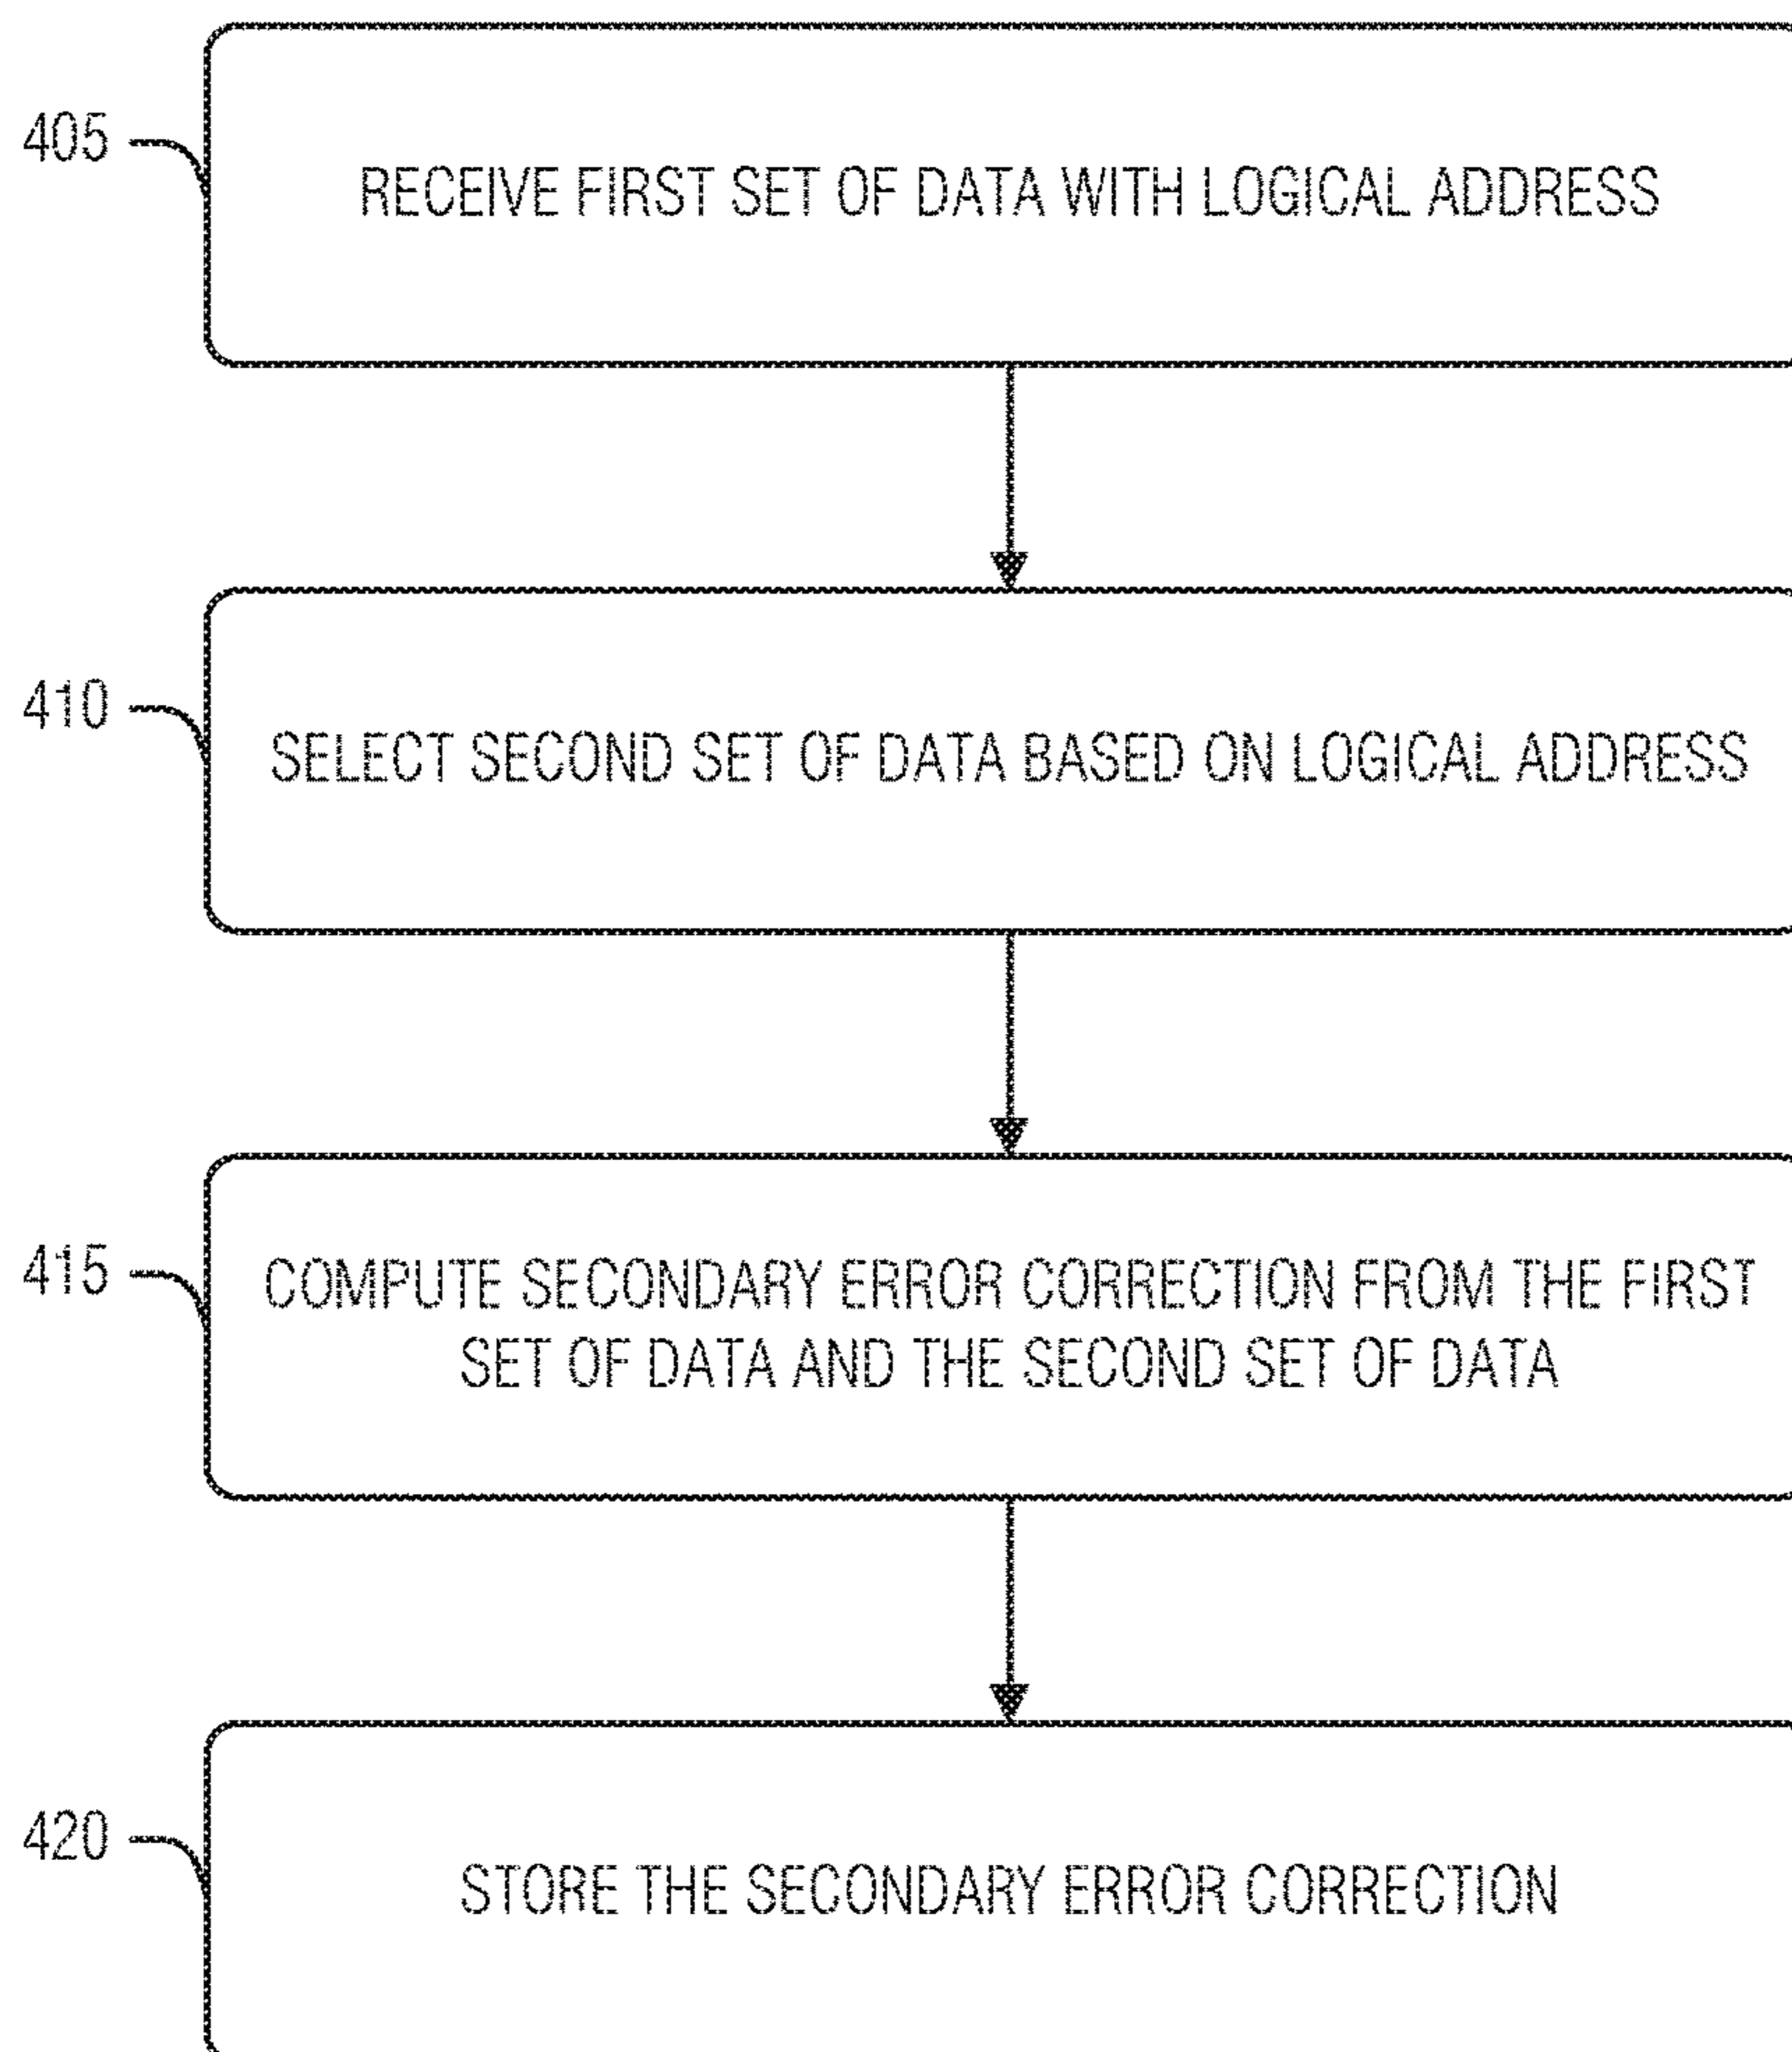 405
RECEIVE FIRST SET OF DATA WITH LOGICAL ADDRESS
410
SELECT SECOND SET OF DATA BASED ON LOGICAL ADDRESS
415
COMPUTE SECONDARY ERROR CORRECTION FROM THE FIRST
SET OF DATA AND THE SECOND SET OF DATA
420
STORE THE SECONDARY ERROR CORRECTION